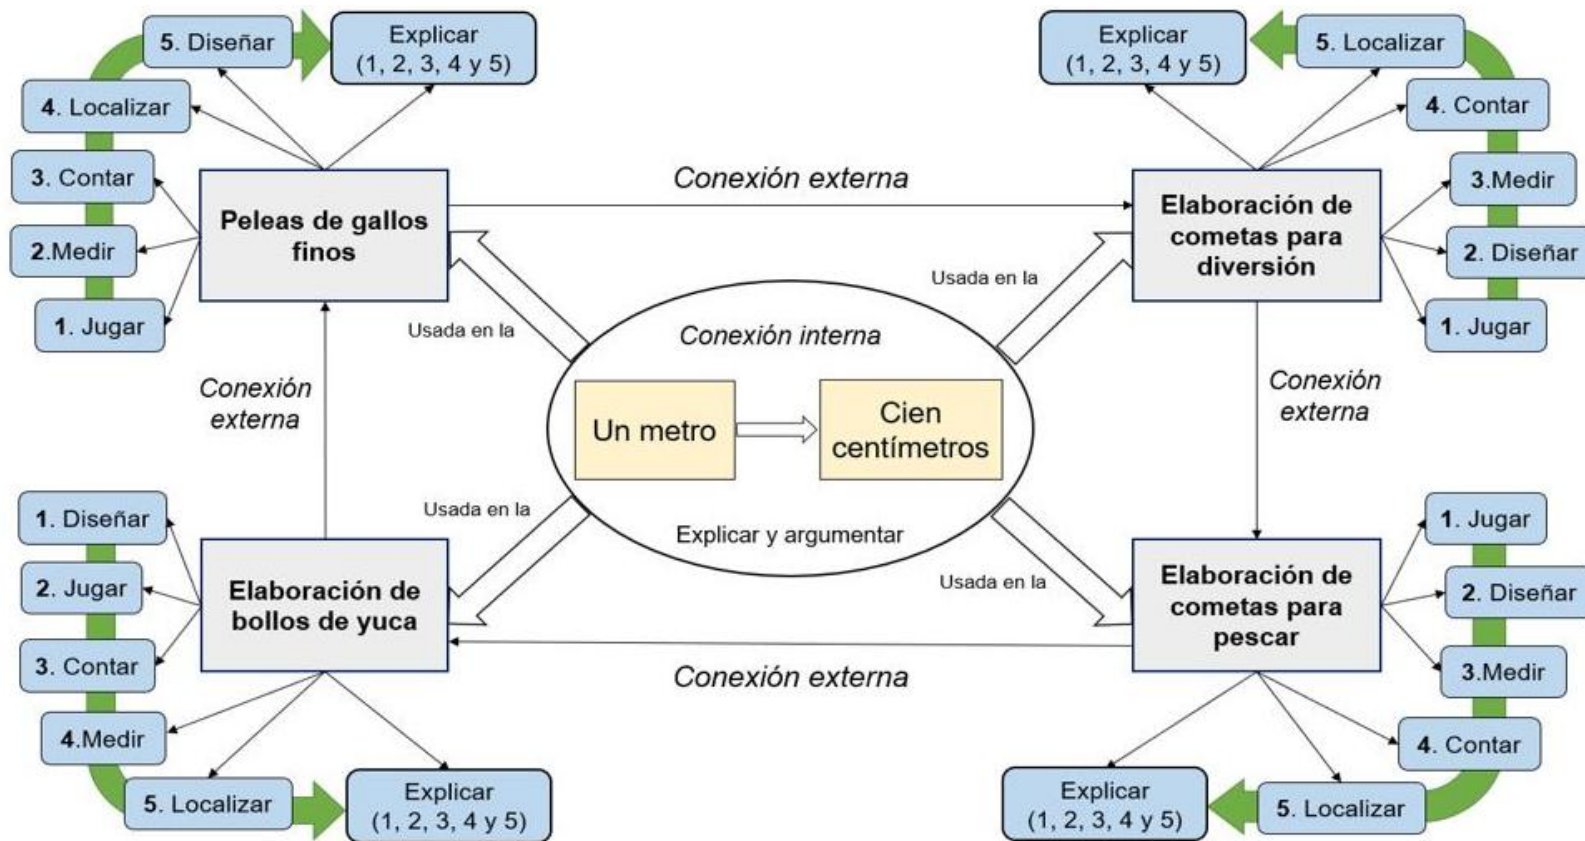 5. Diseñar
Explicar
(1, 2, 3, 4 y 5)
4. Localizar
3. Contar
2.Medir
1. Jugar
Peleas de gallos
finos
Conexión externa
Explicar
(1, 2, 3, 4 y 5)
5. Localizar
4. Contar
3.Medir
2. Diseñar
1. Jugar
Elaboración de
cometas para
diversión
Usada en la
Usada en la
Conexión interna
Un metro
Cien
centímetros
Explicar y argumentar
Conexión
externa
Conexión
externa
Usada en la
Usada en la
1. Diseñar
2. Jugar
3. Contar
4.Medir
5. Localizar
Explicar
(1, 2, 3, 4 y 5)
Elaboración de
bollos de yuca
Conexión externa
Elaboración de
cometas para
pescar
1. Jugar
2. Diseñar
3.Medir
4. Contar
5. Localizar
Explicar
(1, 2, 3, 4 y 5)